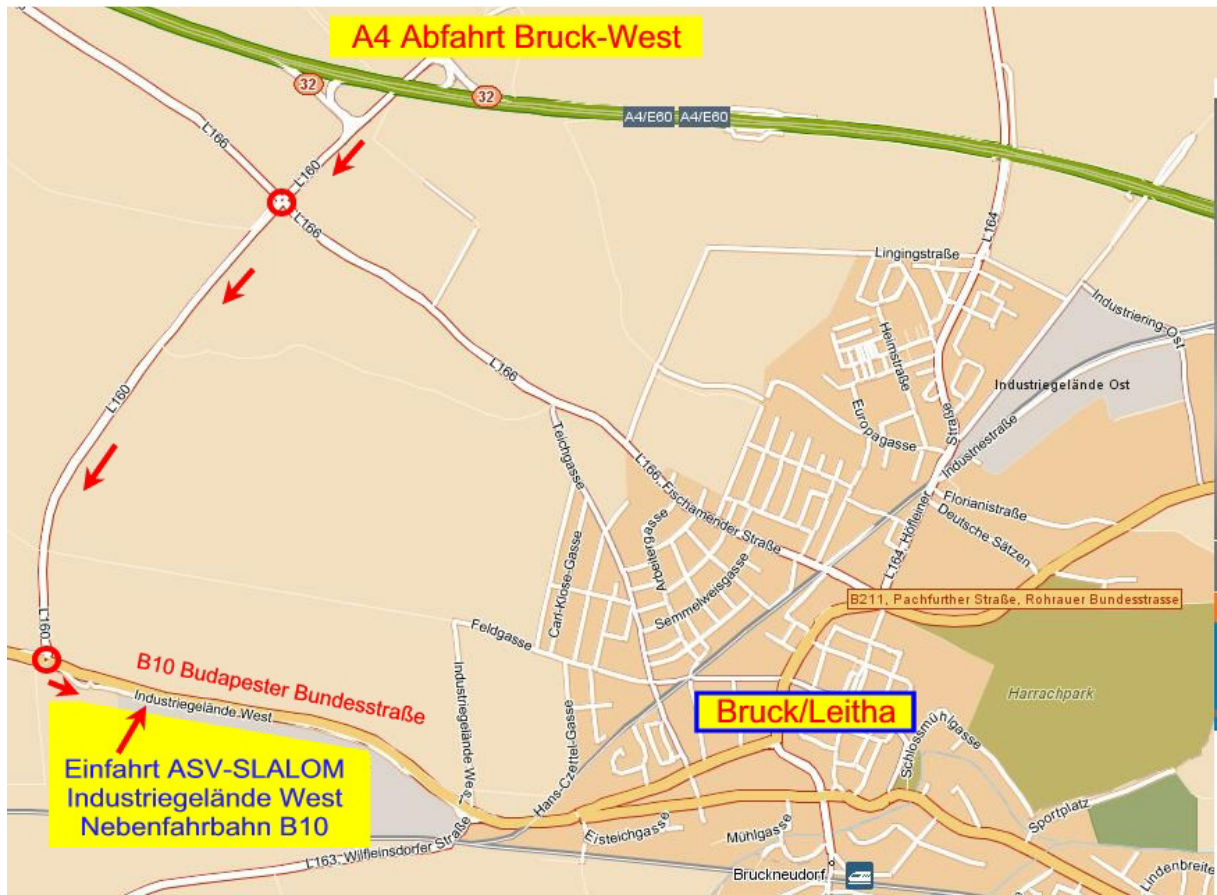 A4 Abfahrt Bruck-West
32
32
A4/E60
A4/E60
L166
L160
L166
L164
Lingingstraße
Industriering-Ost
Heimstraße
L166
L160
Industriegelände Ost
Europagasse
Straße
Teichgasse
Industriestraße
L166, Fischamender Straße
Florianistraße
Deutsche Sätzen
L164, Höfleiner
Arbeitergasse
Carl-Klose-Gasse
Semmelweisgasse
B211, Pachfurther Straße, Rohrauer Bundesstrasse
L160
Feldgasse
B10 Budapester Bundesstraße
Industriegelände West
Industriegelände We
Harrachpark
Bruck/Leitha
Schlossmühlgasse
Hans-Czettel-Gasse
Einfahrt ASV-SLALOM
Industriegelände West
Nebenfahrbahn B10
Sportplatz
Eisteichgasse
Mühlgasse
L163, Wilfleinsdorfer Straße
Bruckneudorf
Lindenbreite